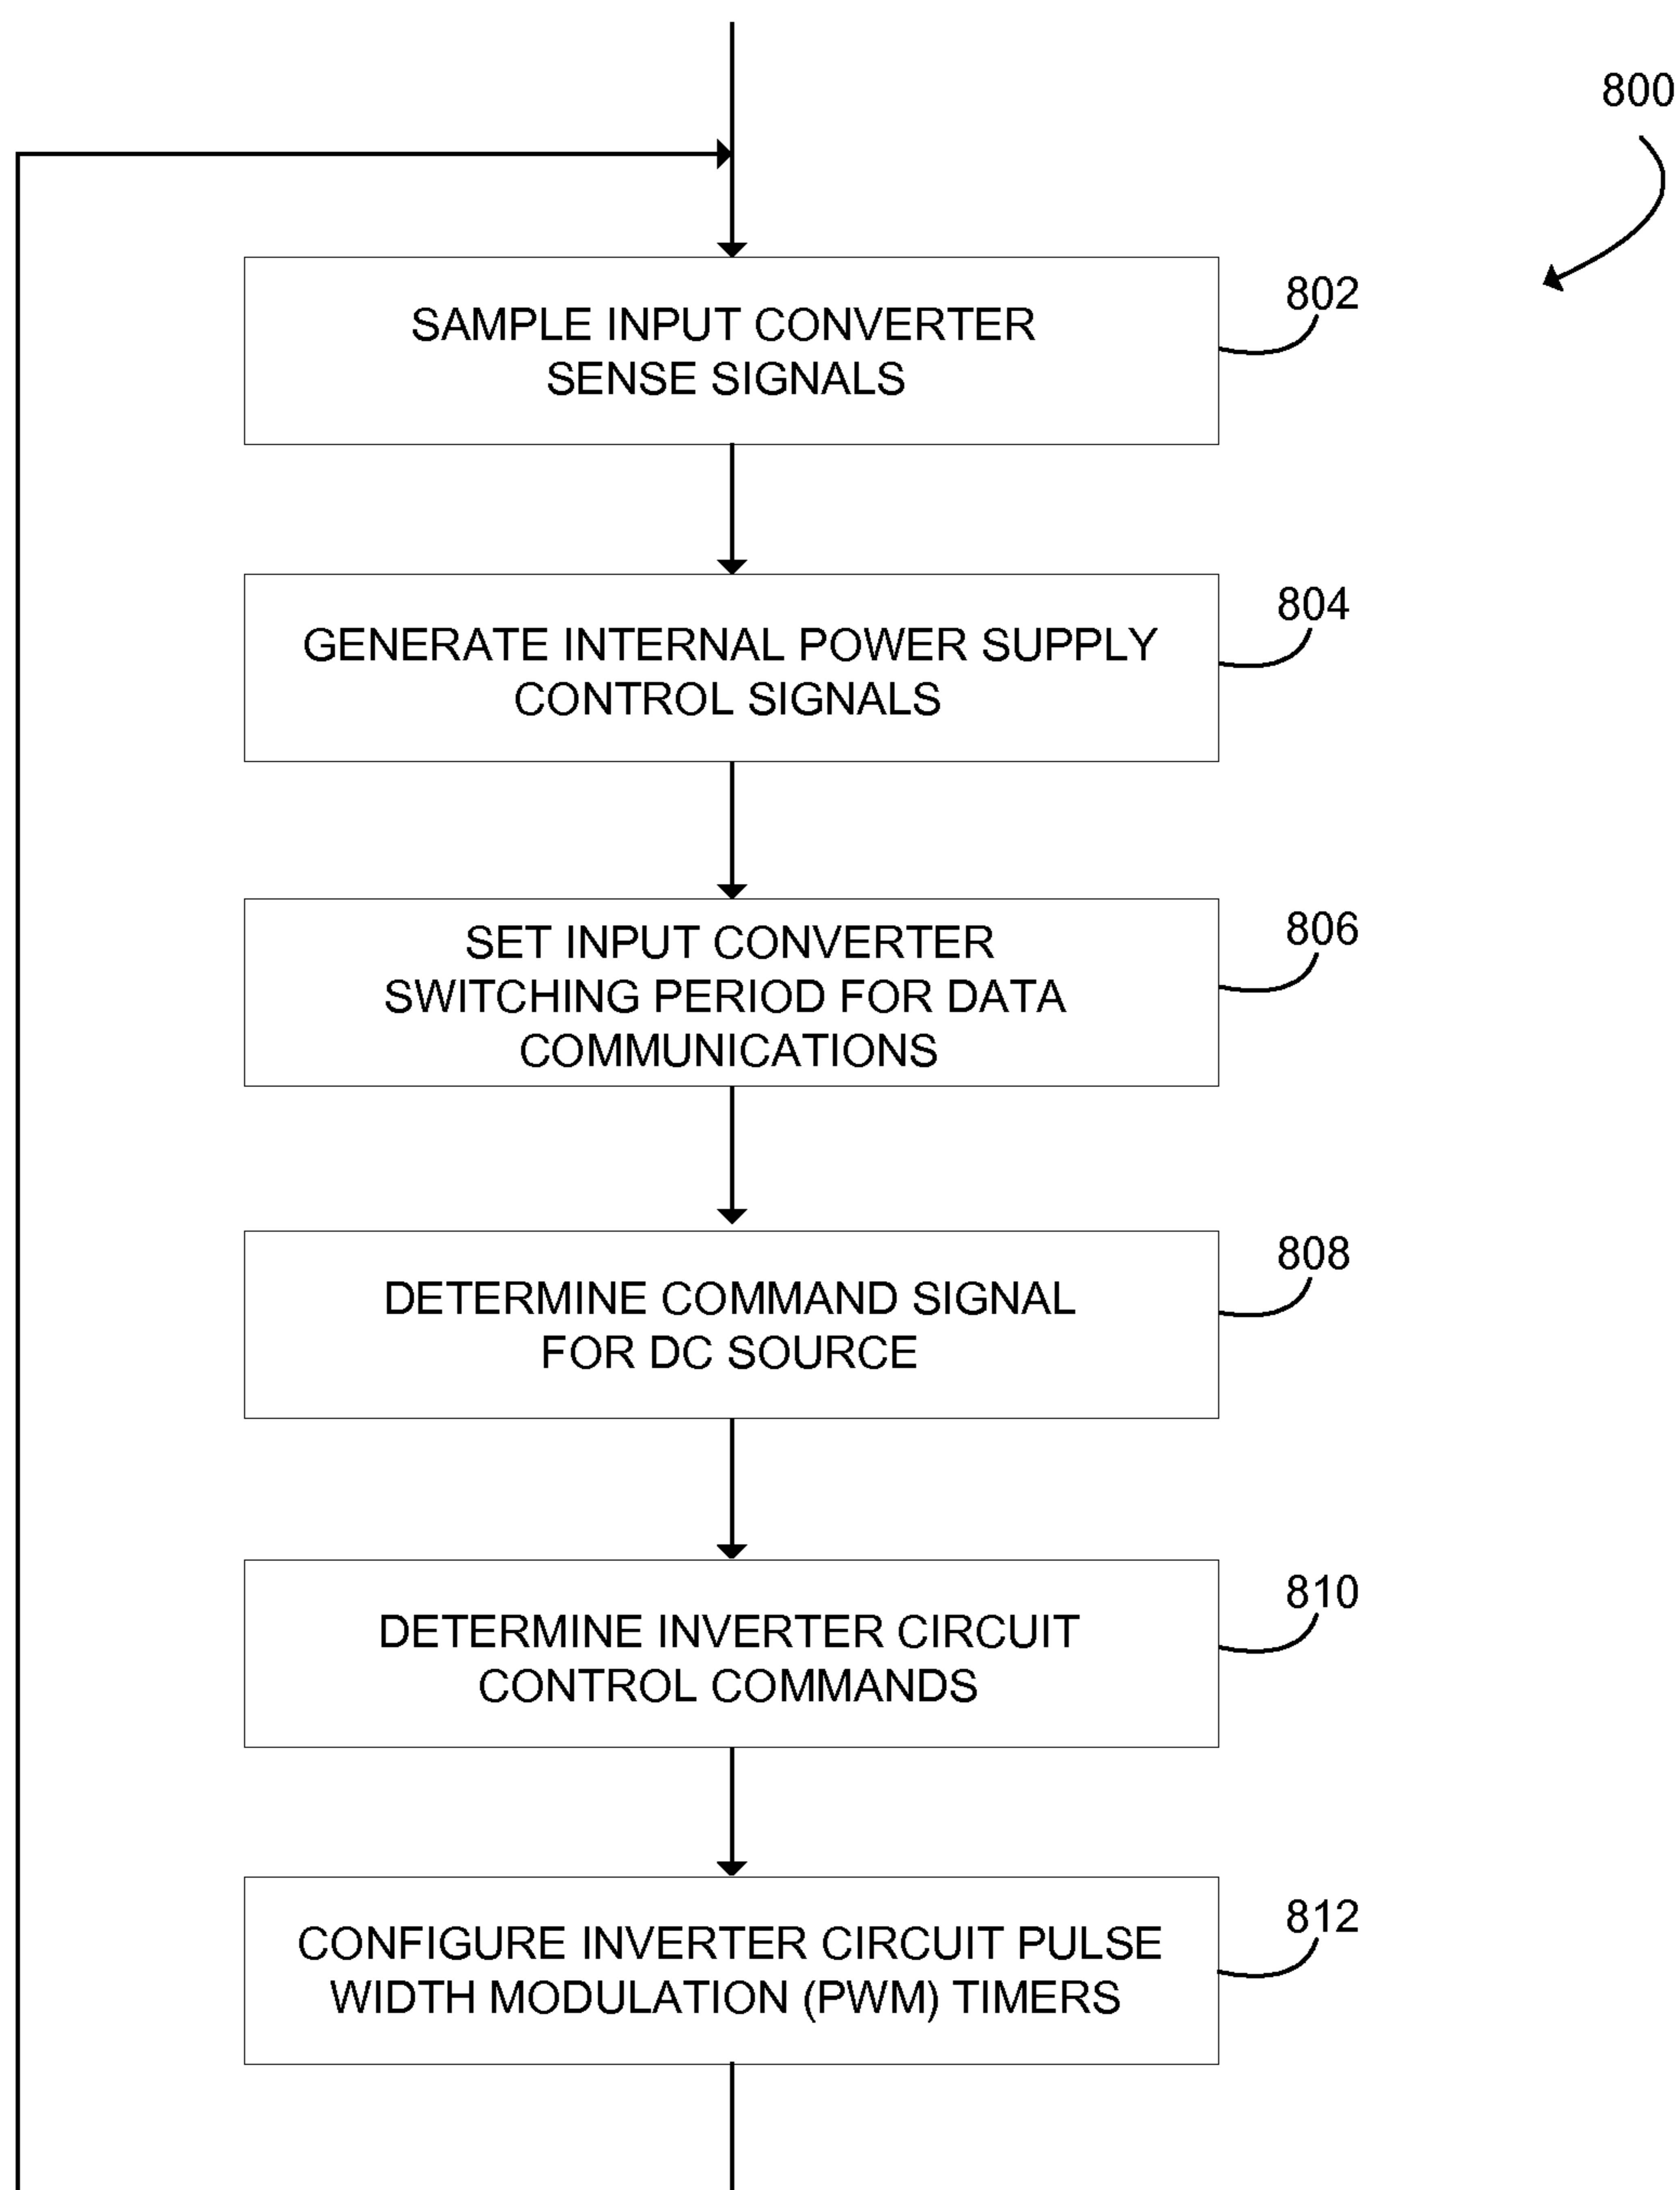 800
SAMPLE INPUT CONVERTER
SENSE SIGNALS
802
GENERATE INTERNAL POWER SUPPLY
CONTROL SIGNALS
804
SET INPUT CONVERTER
SWITCHING PERIOD FOR DATA
COMMUNICATIONS
806
DETERMINE COMMAND SIGNAL
FOR DC SOURCE
808
DETERMINE INVERTER CIRCUIT
CONTROL COMMANDS
810
CONFIGURE INVERTER CIRCUIT PULSE
WIDTH MODULATION (PWM) TIMERS
812